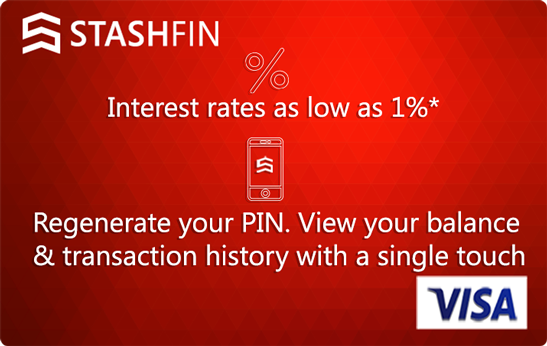 STASHFIN
%
Interest rates as low as 1%*
Regenerate your PIN. View your balance
& transaction history with a single touch
VISA